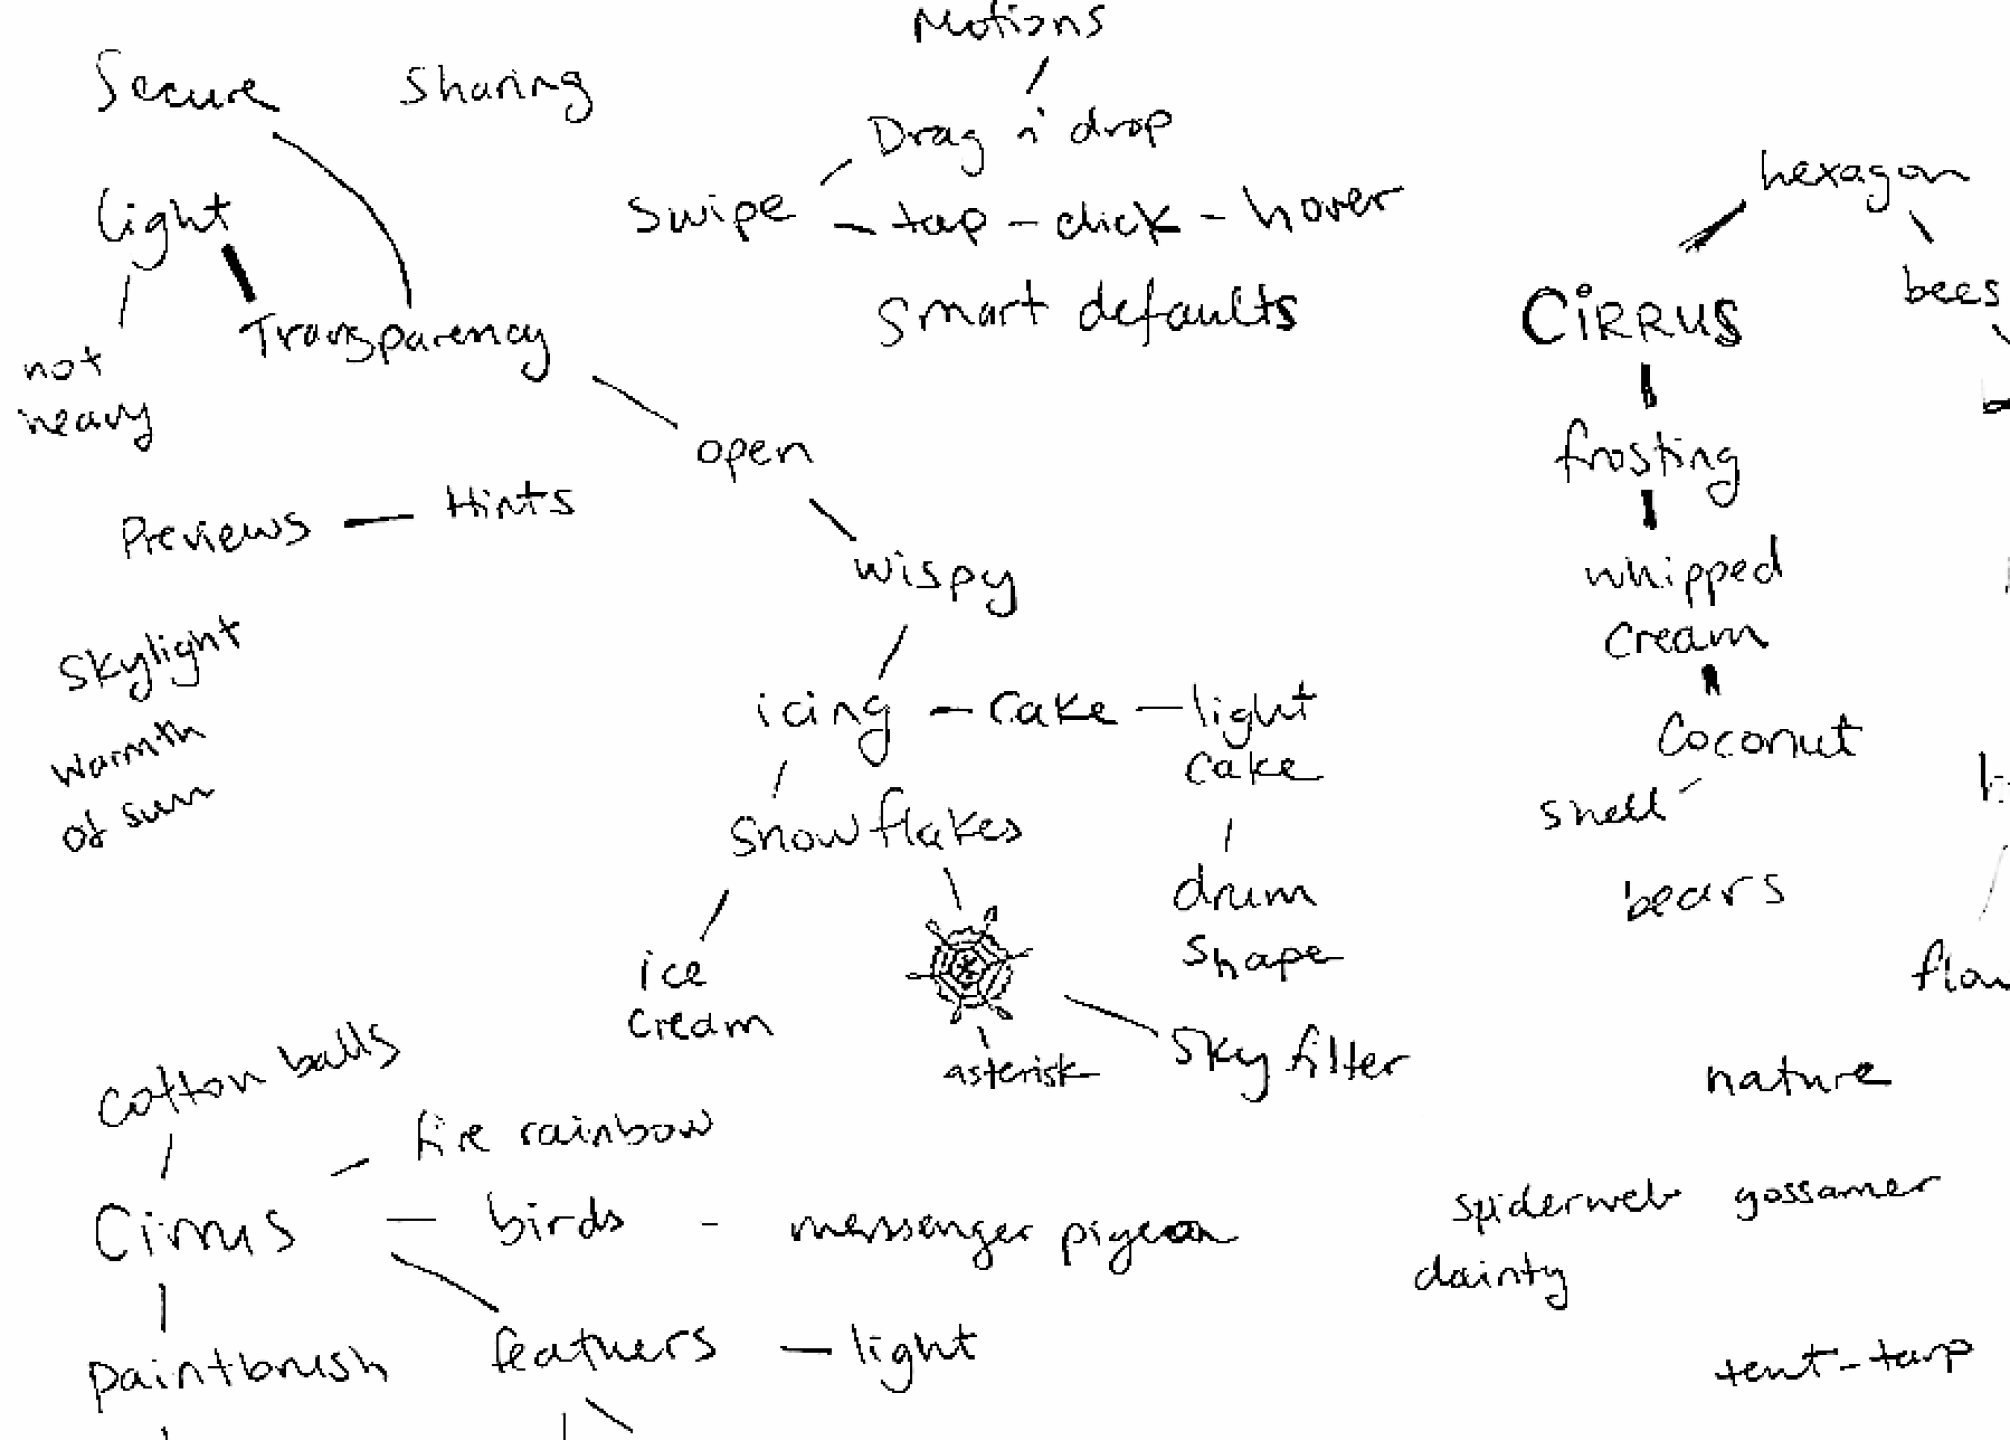 Motions
Secure
Sharing
Drag n' drop
light
Swipe - tap - click - hover
hexagon
not
heavy
Transparency
smart defaults
CiRRUS
bees
open
frosting
Previews — Hints
wispy
whipped
cream
Skylight
Warmth
of sun
icing - cake - light
cake
coconut
shell
snowflakes
drum
shape
bears
ice
cream
asterisk
sky filter
nature
cotton balls
fire rainbow
Cirrus - birds - messenger pigeon
spiderweb gossamer
dainty
Paintbrush
feathers - light
tent-tarp